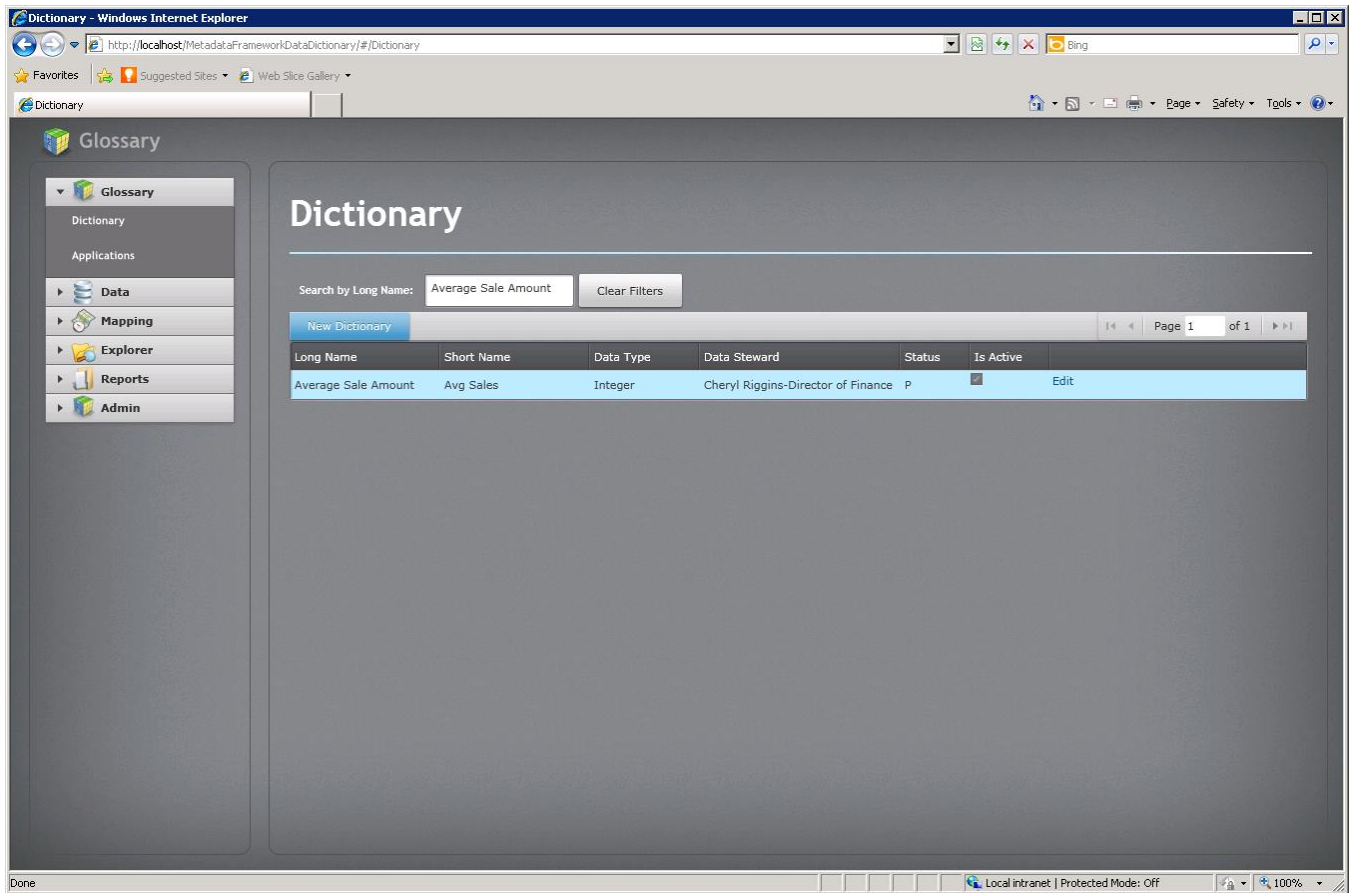 Dictionary - Windows Internet Explorer
http://localhost/MetadataFrameworkDataDictionary/#/Dictionary
Bing
Favorites Suggested Sites Web Slice Gallery
Dictionary
Page Safety Tools
Glossary
Glossary
Dictionary
Applications
Data
Mapping
Explorer
Reports
Admin
Dictionary
Search by Long Name: Average Sale Amount Clear Filters
New Dictionary Page 1 of 1
Long Name Short Name Data Type Data Steward Status Is Active
Average Sale Amount Avg Sales Integer Cheryl Riggins-Director of Finance P Edit
Done Local intranet | Protected Mode: Off 100%